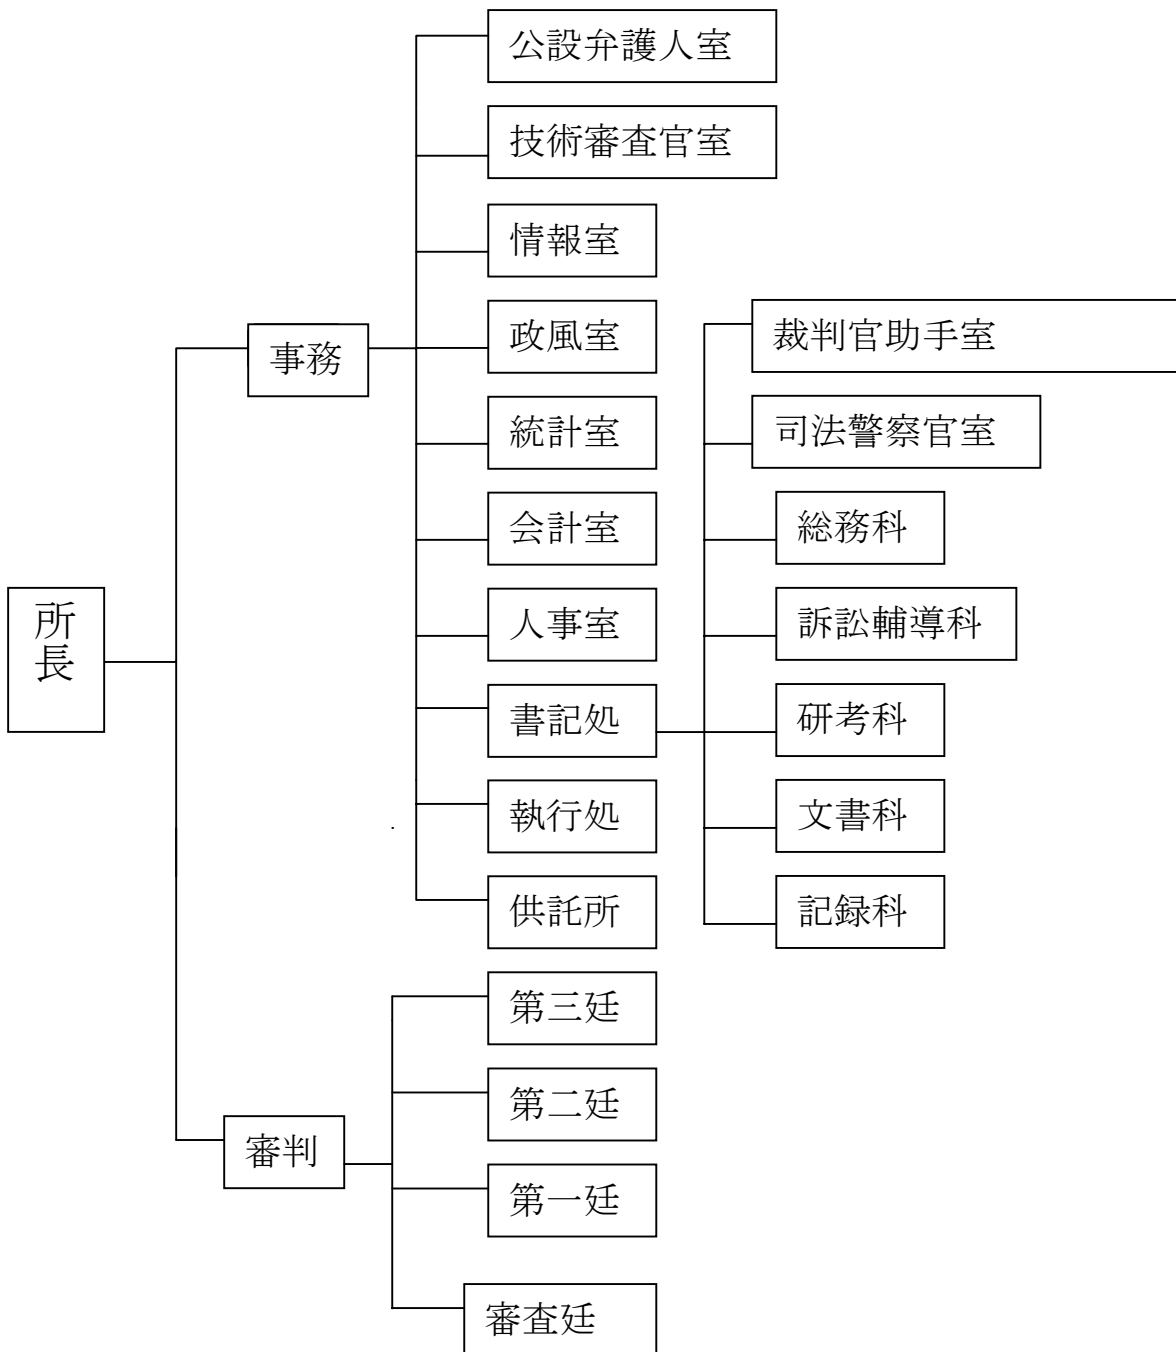 公設弁護人室
技術審査官室
情報室
政風室
裁判官助手室
事務
統計室
司法警察官室
会計室
総務科
所
長
人事室
訴訟輔導科
書記処
研考科
執行処
文書科
供託所
記録科
第三廷
第二廷
審判
第一廷
審査廷